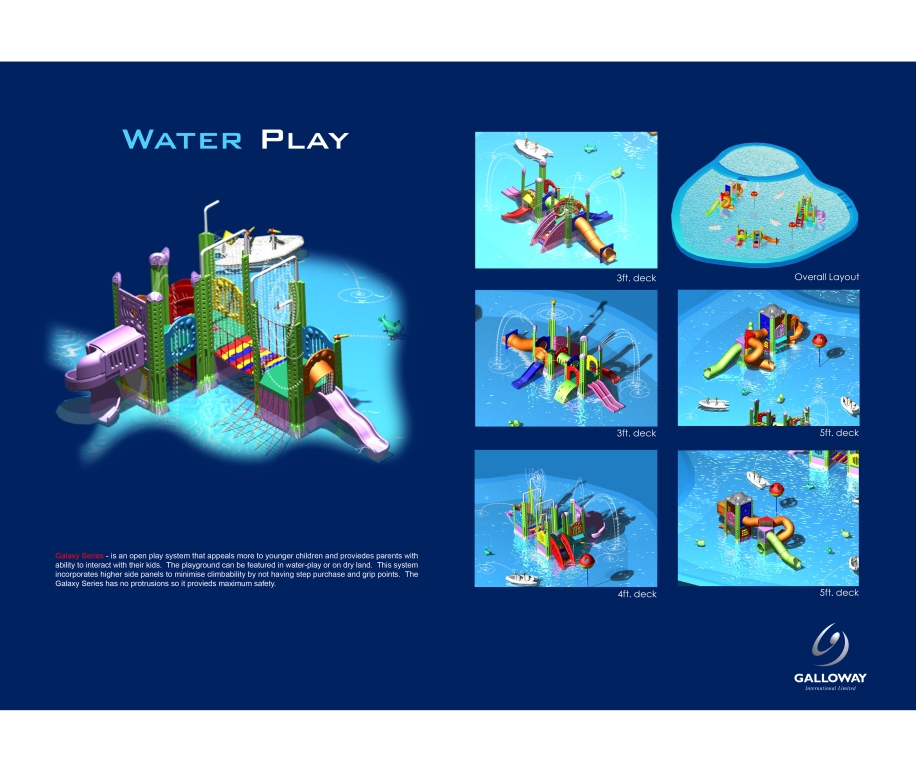 WATER PLAY
Galaxy Series - is an open play system that appeals more to younger children and proviedes parents with
ability to interact with their kids. The playground can be featured in water-play or on dry land. This system
incorporates higher side panels to minimise climbability by not having step purchase and grip points. The
Galaxy Series has no protrusions so it provieds maximum safety.
3ft. deck
Overall Layout
3ft. deck
5ft. deck
4ft. deck
5ft. deck
GALLOWAY
International Limited